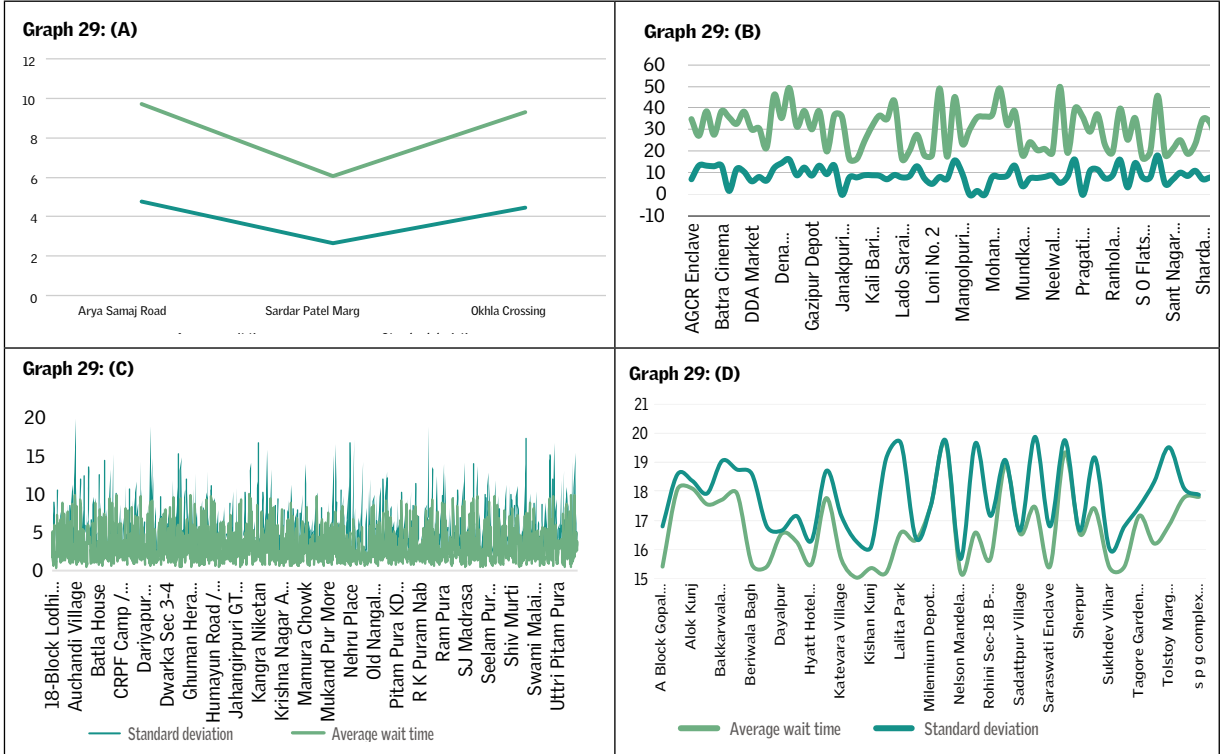 Graph 29: (A)
12
10
8
6
4
2
0
Arya Samaj Road
Sardar Patel Marg
Okhla Crossing
Graph 29: (B)
60
50
40
30
20
10
0
-10
AGCR Enclave
Batra Cinema
DDA Market
Dena...
Gazipur Depot
Janakpuri...
Kali Bari...
Lado Sarai...
Loni No. 2
Mangolpuri...
Mohan...
Mundka...
Neelwal...
Pragati...
Ranhola...
S O Flats...
Sant Nagar...
Sharda...
Graph 29: (C)
20
15
10
5
0
18-Block Lodhi...
Auchandi Village
Batla House
CRPF Camp /...
Dariyapur...
Dwarka Sec 3-4
Ghuman Hera...
Humayun Road /...
Jahangirpuri GT...
Kangra Niketan
Krishna Nagar A...
Mamura Chowk
Mukand Pur More
Nehru Place
Old Nangal...
Pitam Pura KD...
R K Puram Nab
Ram Pura
SJ Madrasa
Seelam Pur...
Shiv Murti
Swami Malai...
Uttri Pitam Pura
Standard deviation
Average wait time
Graph 29: (D)
21
20
19
18
17
16
15
A Block Gopal...
Alok Kunj
Bakkarwala...
Beriwala Bagh
Dayalpur
Hyatt Hotel...
Katevara Village
Kishan Kunj
Lalita Park
Milennium Depot...
Nelson Mandela...
Rohini Sec-18 B-...
Sadattpur Village
Saraswati Enclave
Sherpur
Sukhdev Vihar
Tagore Garden...
Tolstoy Marg...
s p g complex...
Average wait time
Standard deviation